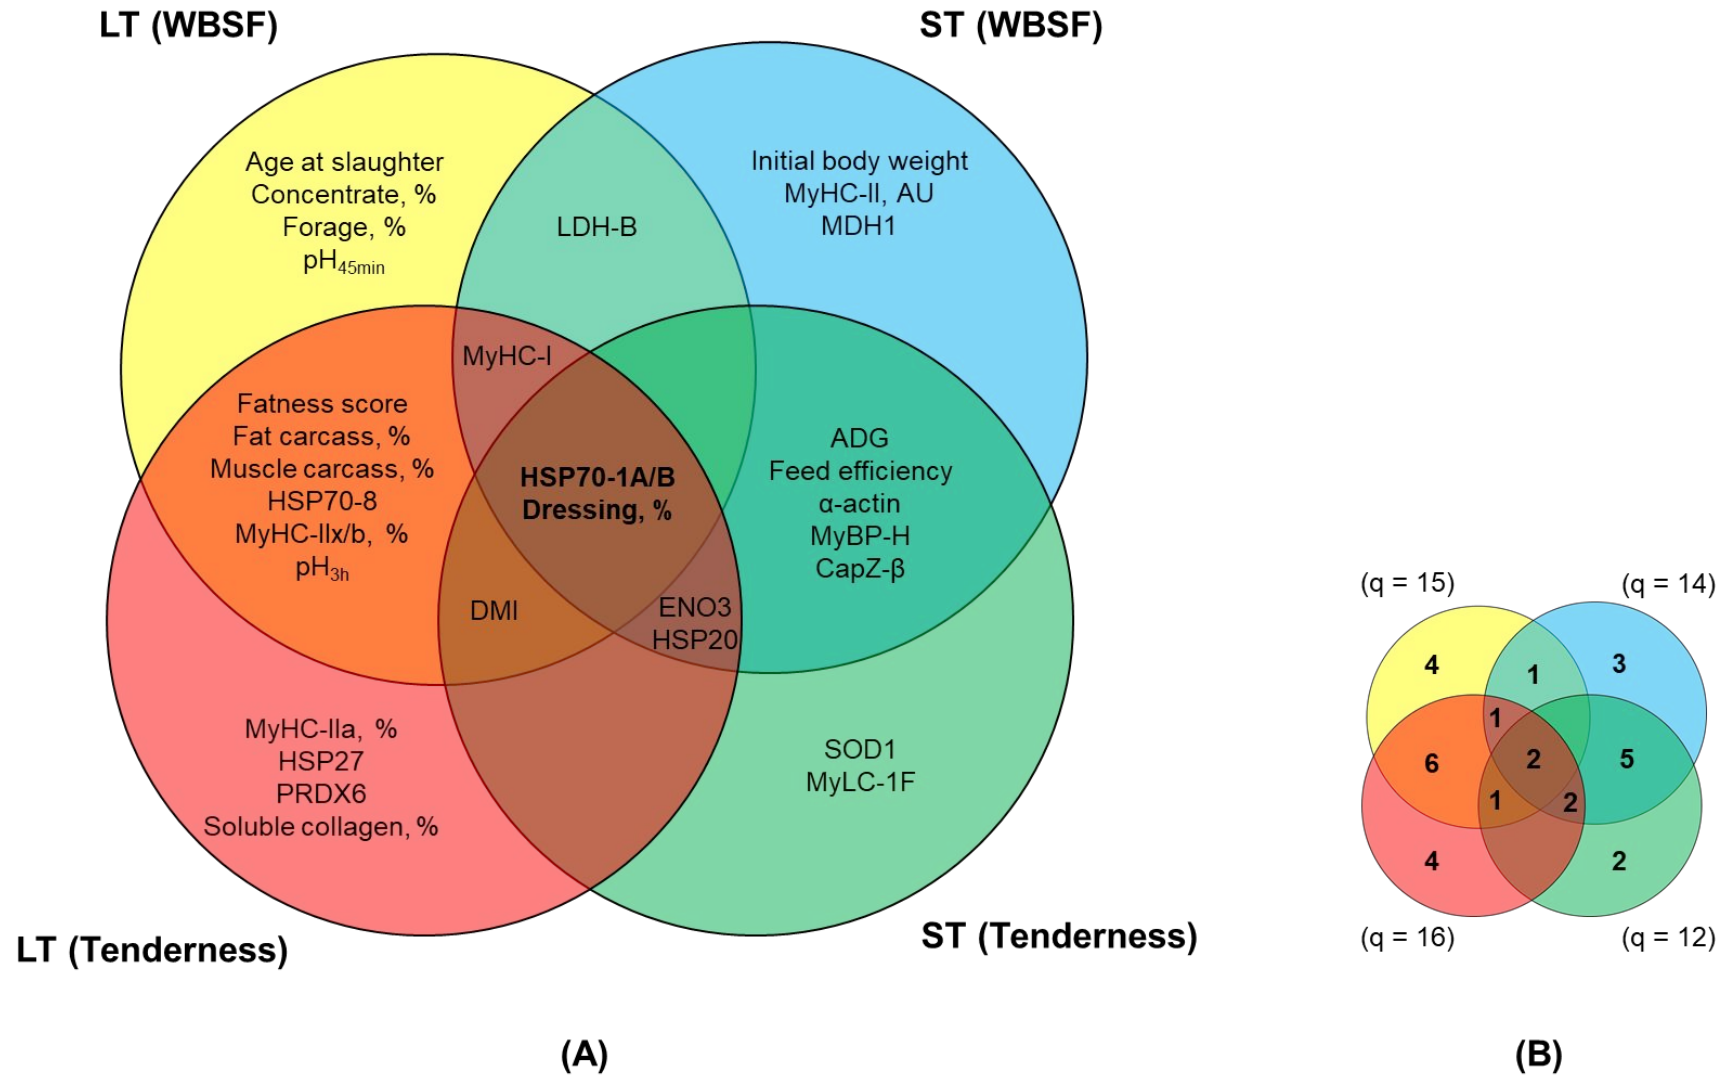 LT (WBSF)
ST (WBSF)
Age at slaughter
Concentrate, %
Forage, %
pH45min
LDH-B
Initial body weight
MyHC-II, AU
MDH1
MyHC-I
Fatness score
Fat carcass, %
Muscle carcass, %
HSP70-8
MyHC-IIx/b, %
pH3h
HSP70-1A/B
Dressing, %
ADG
Feed efficiency
α-actin
MyBP-H
CapZ-β
DMI
ENO3
HSP20
MyHC-IIa, %
HSP27
PRDX6
Soluble collagen, %
SOD1
MyLC-1F
LT (Tenderness)
ST (Tenderness)
(A)
(q = 15)
(q = 14)
4
1
3
1
6
2
5
1
2
4
2
(q = 16)
(q = 12)
(B)